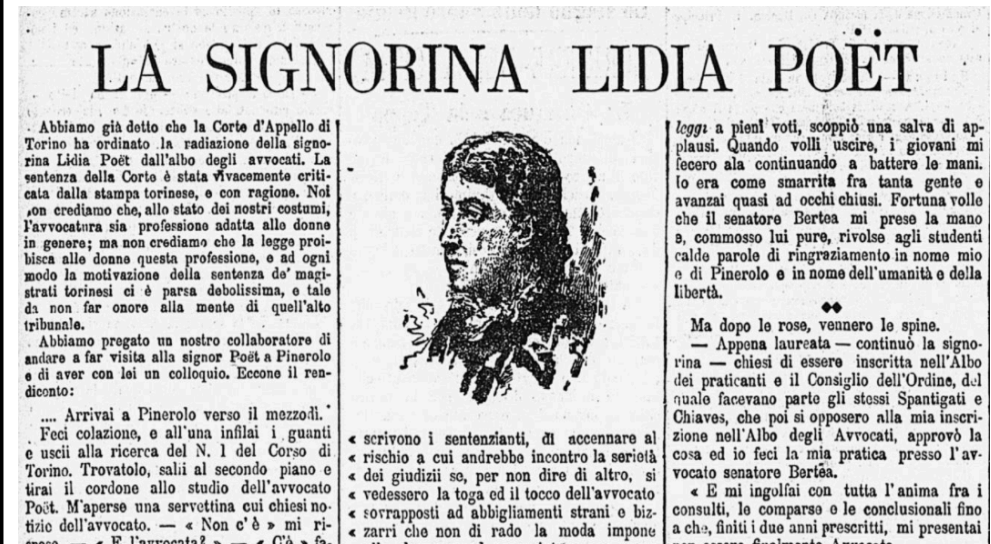 LA SIGNORINA LIDIA POËT
Abbiamo già detto che la Corte d'Appello di
Torino ha ordinato la radiazione della signo-
rina Lidia Poët dall'albo degli avvocati. La
sentenza della Corte è stata vivacemente criti-
cata dalla stampa torinese, e con ragione. Noi
non crediamo che, allo stato dei nostri costumi,
l'avvocatura sia professione adatta alle donne
in genere; ma non crediamo che la legge proi-
bisca alle donne questa professione, e ad ogni
modo la motivazione della sentenza de' magi-
strati torinesi ci è parsa debolissima, e tale
da non far onore alla mente di quell'alto
tribunale.
Abbiamo pregato un nostro collaboratore di
andare a far visita alla signor Poët a Pinerolo
e di aver con lei un colloquio. Eccone il ren-
diconto:
.... Arrivai a Pinerolo verso il mezzodì.
Feci colazione, e all'una infilai i guanti
e uscii alla ricerca del N. 1 del Corso di
Torino. Trovatolo, salii al secondo piano e
tirai il cordone allo studio dell'avvocato
Poët. M'aperse una servettina cui chiesi no-
tizie dell'avvocato. — « Non c'è » mi ri-
spose — « E l'avvocata? » — « C'è » fa-
« scrivono i sentenzianti, di accennare al
« rischio a cui andrebbe incontro la serietà
« dei giudizii se, per non dire di altro, si
« vedessero la toga ed il tocco dell'avvocato
« sovrapposti ad abbigliamenti strani e biz-
« zarri che non di rado la moda impone
leggi a pieni voti, scoppiò una salva di ap-
plausi. Quando volli uscire, i giovani mi
fecero ala continuando a battere le mani.
Io era come smarrita fra tanta gente e
avanzai quasi ad occhi chiusi. Fortuna volle
che il senatore Bertea mi prese la mano
e, commosso lui pure, rivolse agli studenti
calde parole di ringraziamento in nome mio
e di Pinerolo e in nome dell'umanità e della
libertà.
Ma dopo le rose, vennero le spine.
— Appena laureata — continuò la signo-
rina — chiesi di essere inscritta nell'Albo
dei praticanti e il Consiglio dell'Ordine, del
quale facevano parte gli stessi Spantigati e
Chiaves, che poi si opposero alla mia inscri-
zione nell'Albo degli Avvocati, approvò la
cosa ed io feci la mia pratica presso l'av-
vocato senatore Bertea.
« E mi ingolfai con tutta l'anima fra i
consulti, le comparse e le conclusionali fino
a che, finiti i due anni prescritti, mi presentai